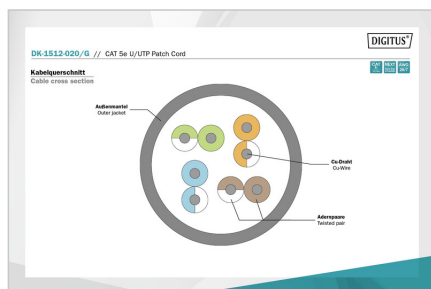 DIGITUS®
DK-1512-020/G // CAT 5e U/UTP Patch Cord
Kabelquerschnitt
Cable cross section
Außenmantel
Outer jacket
Cu-Draht
Cu-Wire
Adernpaare
Twisted pair